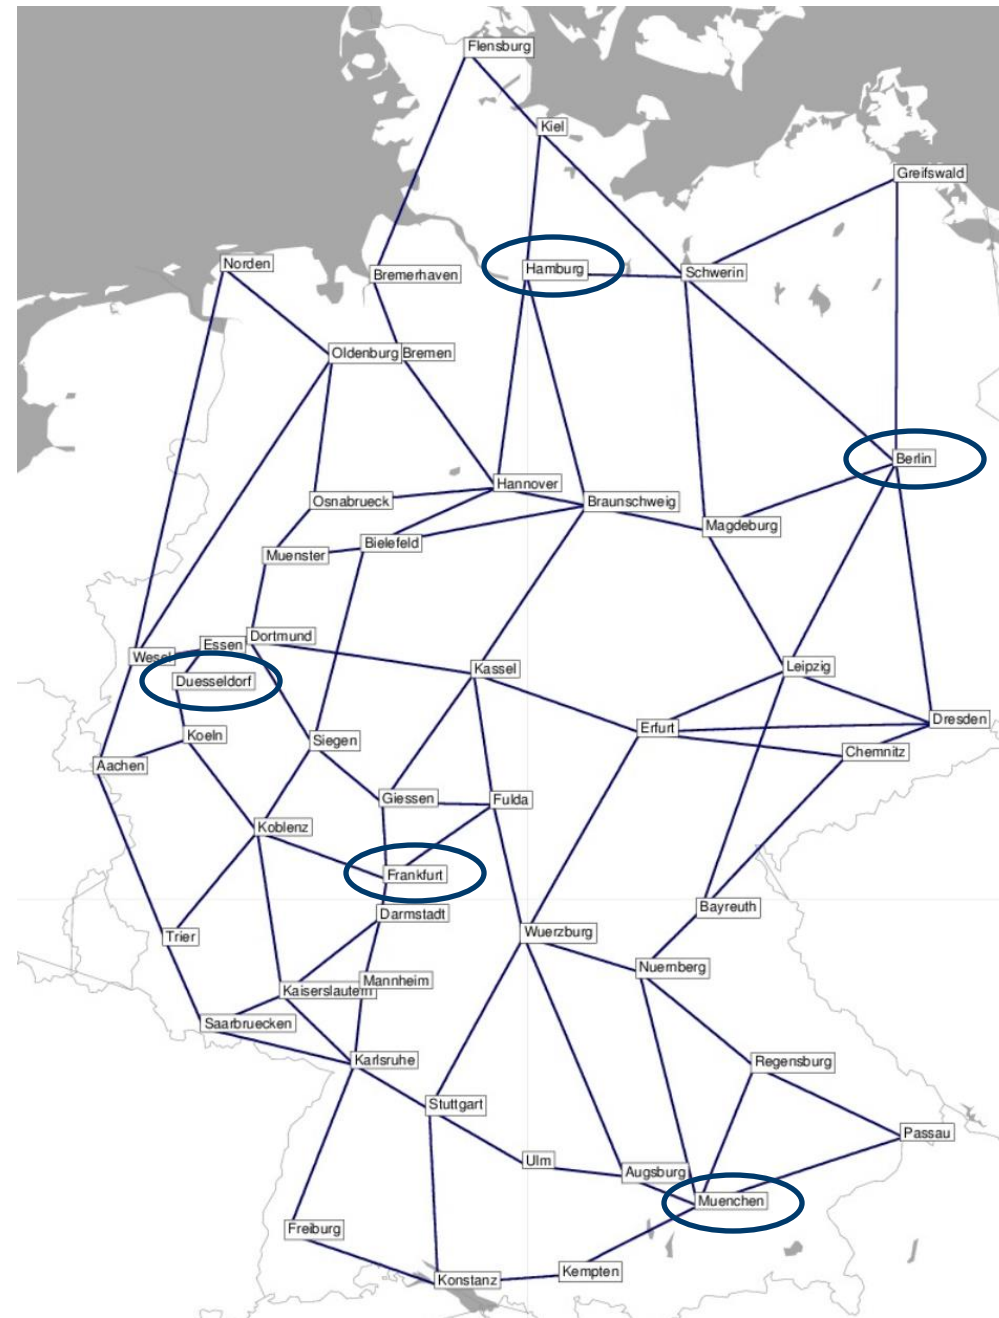 Flensburg
Kiel
Greifswald
Norden
Bremerhaven
Hamburg
Schwerin
Oldenburg
Bremen
Berlin
Hannover
Osnabrueck
Braunschweig
Magdeburg
Muenster
Bielefeld
Dortmund
Essen
Wesel
Kassel
Leipzig
Duesseldorf
Koeln
Siegen
Erfurt
Dresden
Chemnitz
Aachen
Giessen
Fulda
Koblenz
Frankfurt
Darmstadt
Bayreuth
Trier
Wuerzburg
Nuernberg
Kaiserslautern
Mannheim
Saarbruecken
Karlsruhe
Regensburg
Stuttgart
Passau
Ulm
Augsburg
Muenchen
Freiburg
Konstanz
Kempten